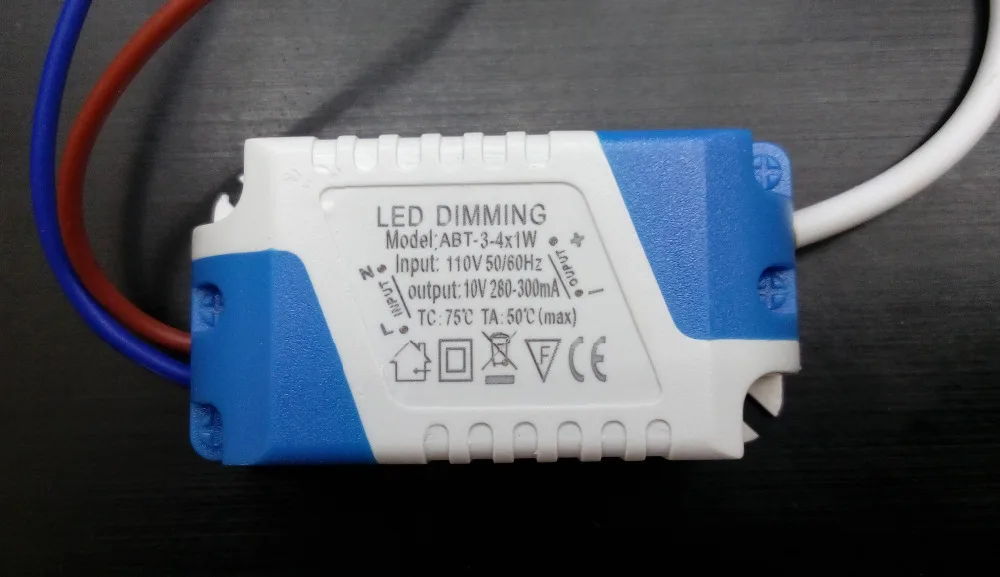 LED DIMMING
Model: ABT-3-4x1W
Input: 110V 50/60Hz
output: 10V 280-300mA
TC: 75℃ TA: 50℃ (max)
N INPUT L
+ OUPUT -
F
CE